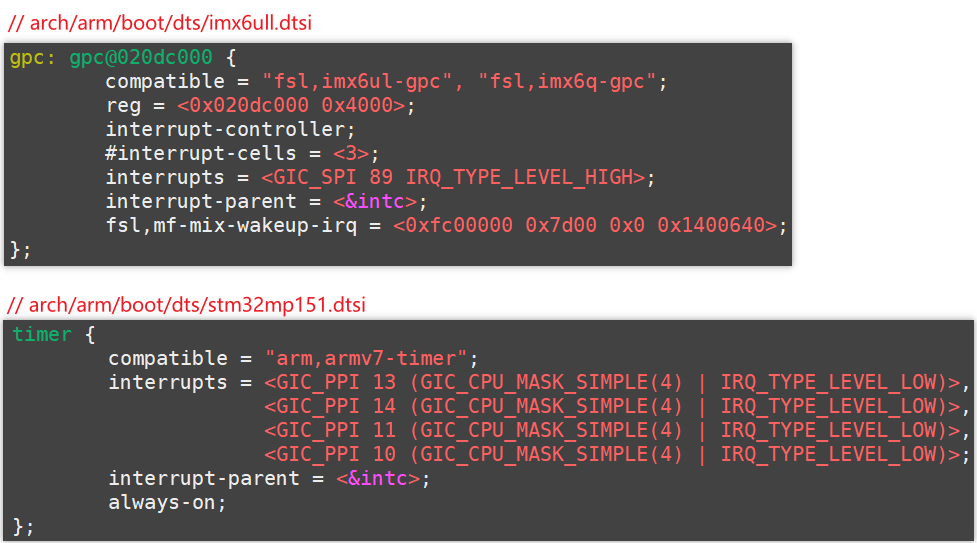 // arch/arm/boot/dts/imx6ull.dtsi
gpc: gpc@020dc000 {
        compatible = "fsl,imx6ul-gpc", "fsl,imx6q-gpc";
        reg = <0x020dc000 0x4000>;
        interrupt-controller;
        #interrupt-cells = <3>;
        interrupts = <GIC_SPI 89 IRQ_TYPE_LEVEL_HIGH>;
        interrupt-parent = <&intc>;
        fsl,mf-mix-wakeup-irq = <0xfc00000 0x7d00 0x0 0x1400640>;
};
// arch/arm/boot/dts/stm32mp151.dtsi
timer {
        compatible = "arm,armv7-timer";
        interrupts = <GIC_PPI 13 (GIC_CPU_MASK_SIMPLE(4) | IRQ_TYPE_LEVEL_LOW)>,
                     <GIC_PPI 14 (GIC_CPU_MASK_SIMPLE(4) | IRQ_TYPE_LEVEL_LOW)>,
                     <GIC_PPI 11 (GIC_CPU_MASK_SIMPLE(4) | IRQ_TYPE_LEVEL_LOW)>,
                     <GIC_PPI 10 (GIC_CPU_MASK_SIMPLE(4) | IRQ_TYPE_LEVEL_LOW)>;
        interrupt-parent = <&intc>;
        always-on;
};